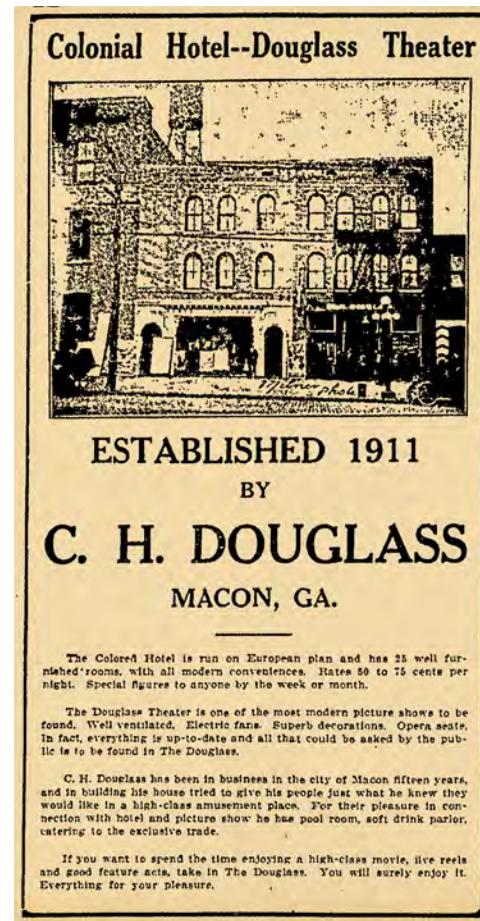 Colonial Hotel--Douglass Theater
Photo
ESTABLISHED 1911
BY
C. H. DOUGLASS
MACON, GA.
The Colored Hotel is run on European plan and has 25 well fur-
nished rooms, with all modern conveniences. Rates 50 to 75 cents per
night. Special figures to anyone by the week or month.
The Douglass Theater is one of the most modern picture shows to be
found. Well ventilated. Electric fans. Superb decorations. Opera seats.
In fact, everything is up-to-date and all that could be asked by the pub-
lic is to be found in The Douglass.
C. H. Douglass has been in business in the city of Macon fifteen years,
and in building his house tried to give his people just what he knew they
would like in a high-class amusement place. For their pleasure in con-
nection with hotel and picture show he has pool room, soft drink parlor,
catering to the exclusive trade.
If you want to spend the time enjoying a high-class movie, five reels
and good feature acts, take in The Douglass. You will surely enjoy it.
Everything for your pleasure.